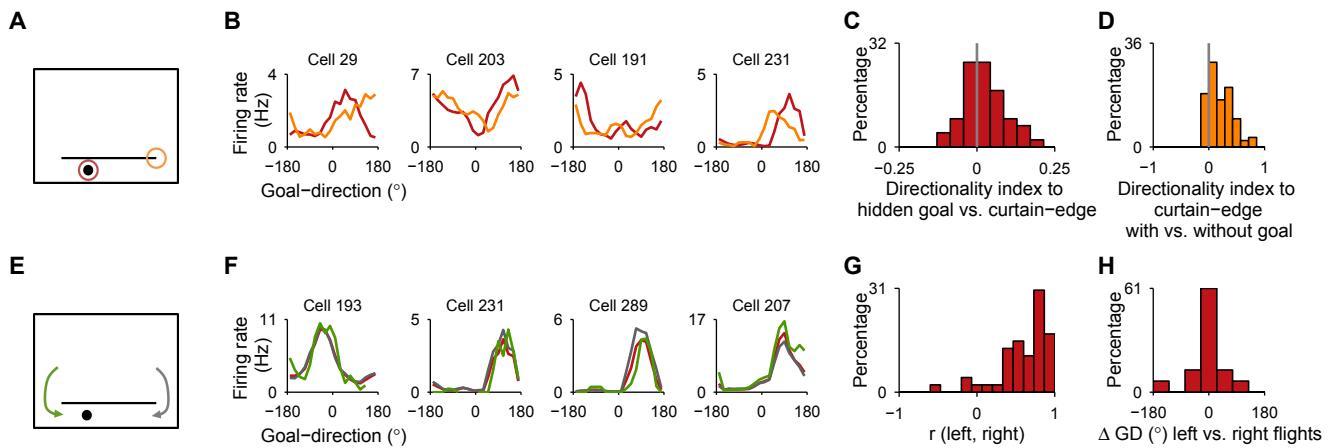 A
B
C
D
Cell 29
Cell 203
Cell 191
Cell 231
Firing rate
(Hz)
4
0
7
0
5
0
5
0
−180 0 180
−180 0 180
−180 0 180
−180 0 180
Goal−direction (°)
Percentage
32
0
−0.25 0 0.25
Directionality index to
hidden goal vs. curtain−edge
Percentage
36
0
−1 0 1
Directionality index to
curtain−edge
with vs. without goal
E
F
G
H
Cell 193
Cell 231
Cell 289
Cell 207
Firing rate
(Hz)
11
0
5
0
6
0
17
0
−180 0 180
−180 0 180
−180 0 180
−180 0 180
Goal−direction (°)
Percentage
31
0
−1 0 1
r (left, right)
Percentage
61
0
−180 0 180
Δ GD (°) left vs. right flights